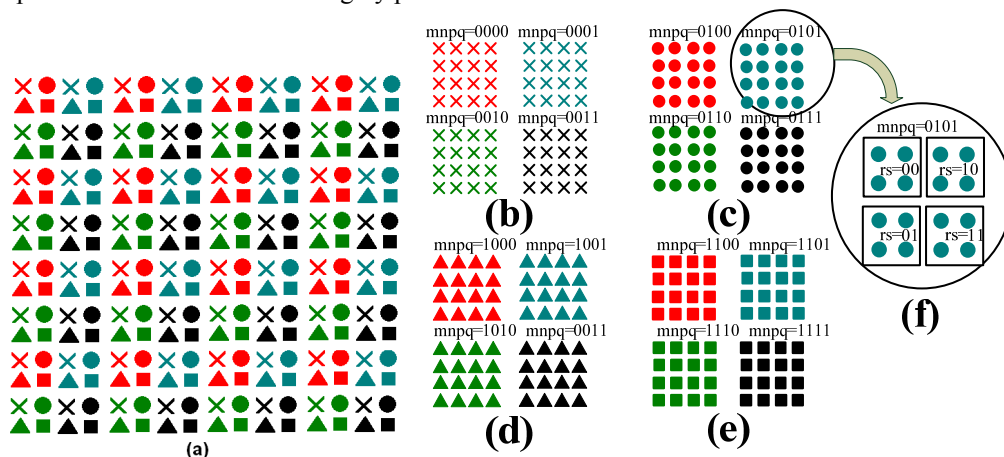 mnpq=0000 mnpq=0001
mnpq=0010 mnpq=0011
(b)
mnpq=0100 mnpq=0101
mnpq=0110 mnpq=0111
(c)
mnpq=1000 mnpq=1001
mnpq=1010 mnpq=0011
(d)
mnpq=1100 mnpq=1101
mnpq=1110 mnpq=1111
(e)
mnpq=0101
rs=00 rs=10
rs=01 rs=11
(f)
(a)